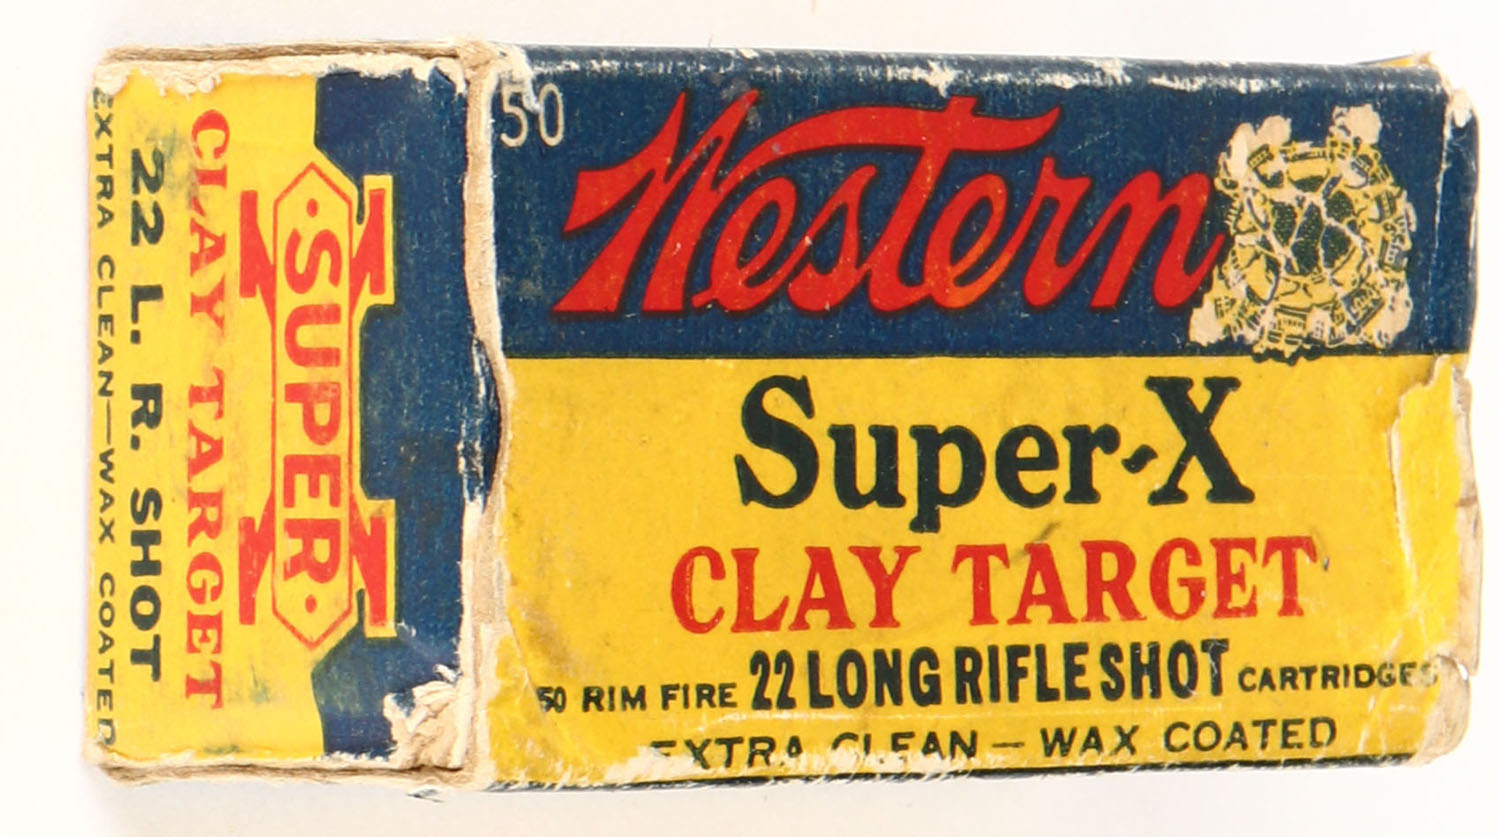 50
Western
Super-X
CLAY TARGET
50 RIM FIRE 22 LONG RIFLE SHOT CARTRIDGES
EXTRA CLEAN — WAX COATED
SUPER
X
CLAY TARGET
22 L. R. SHOT
EXTRA CLEAN—WAX COATED